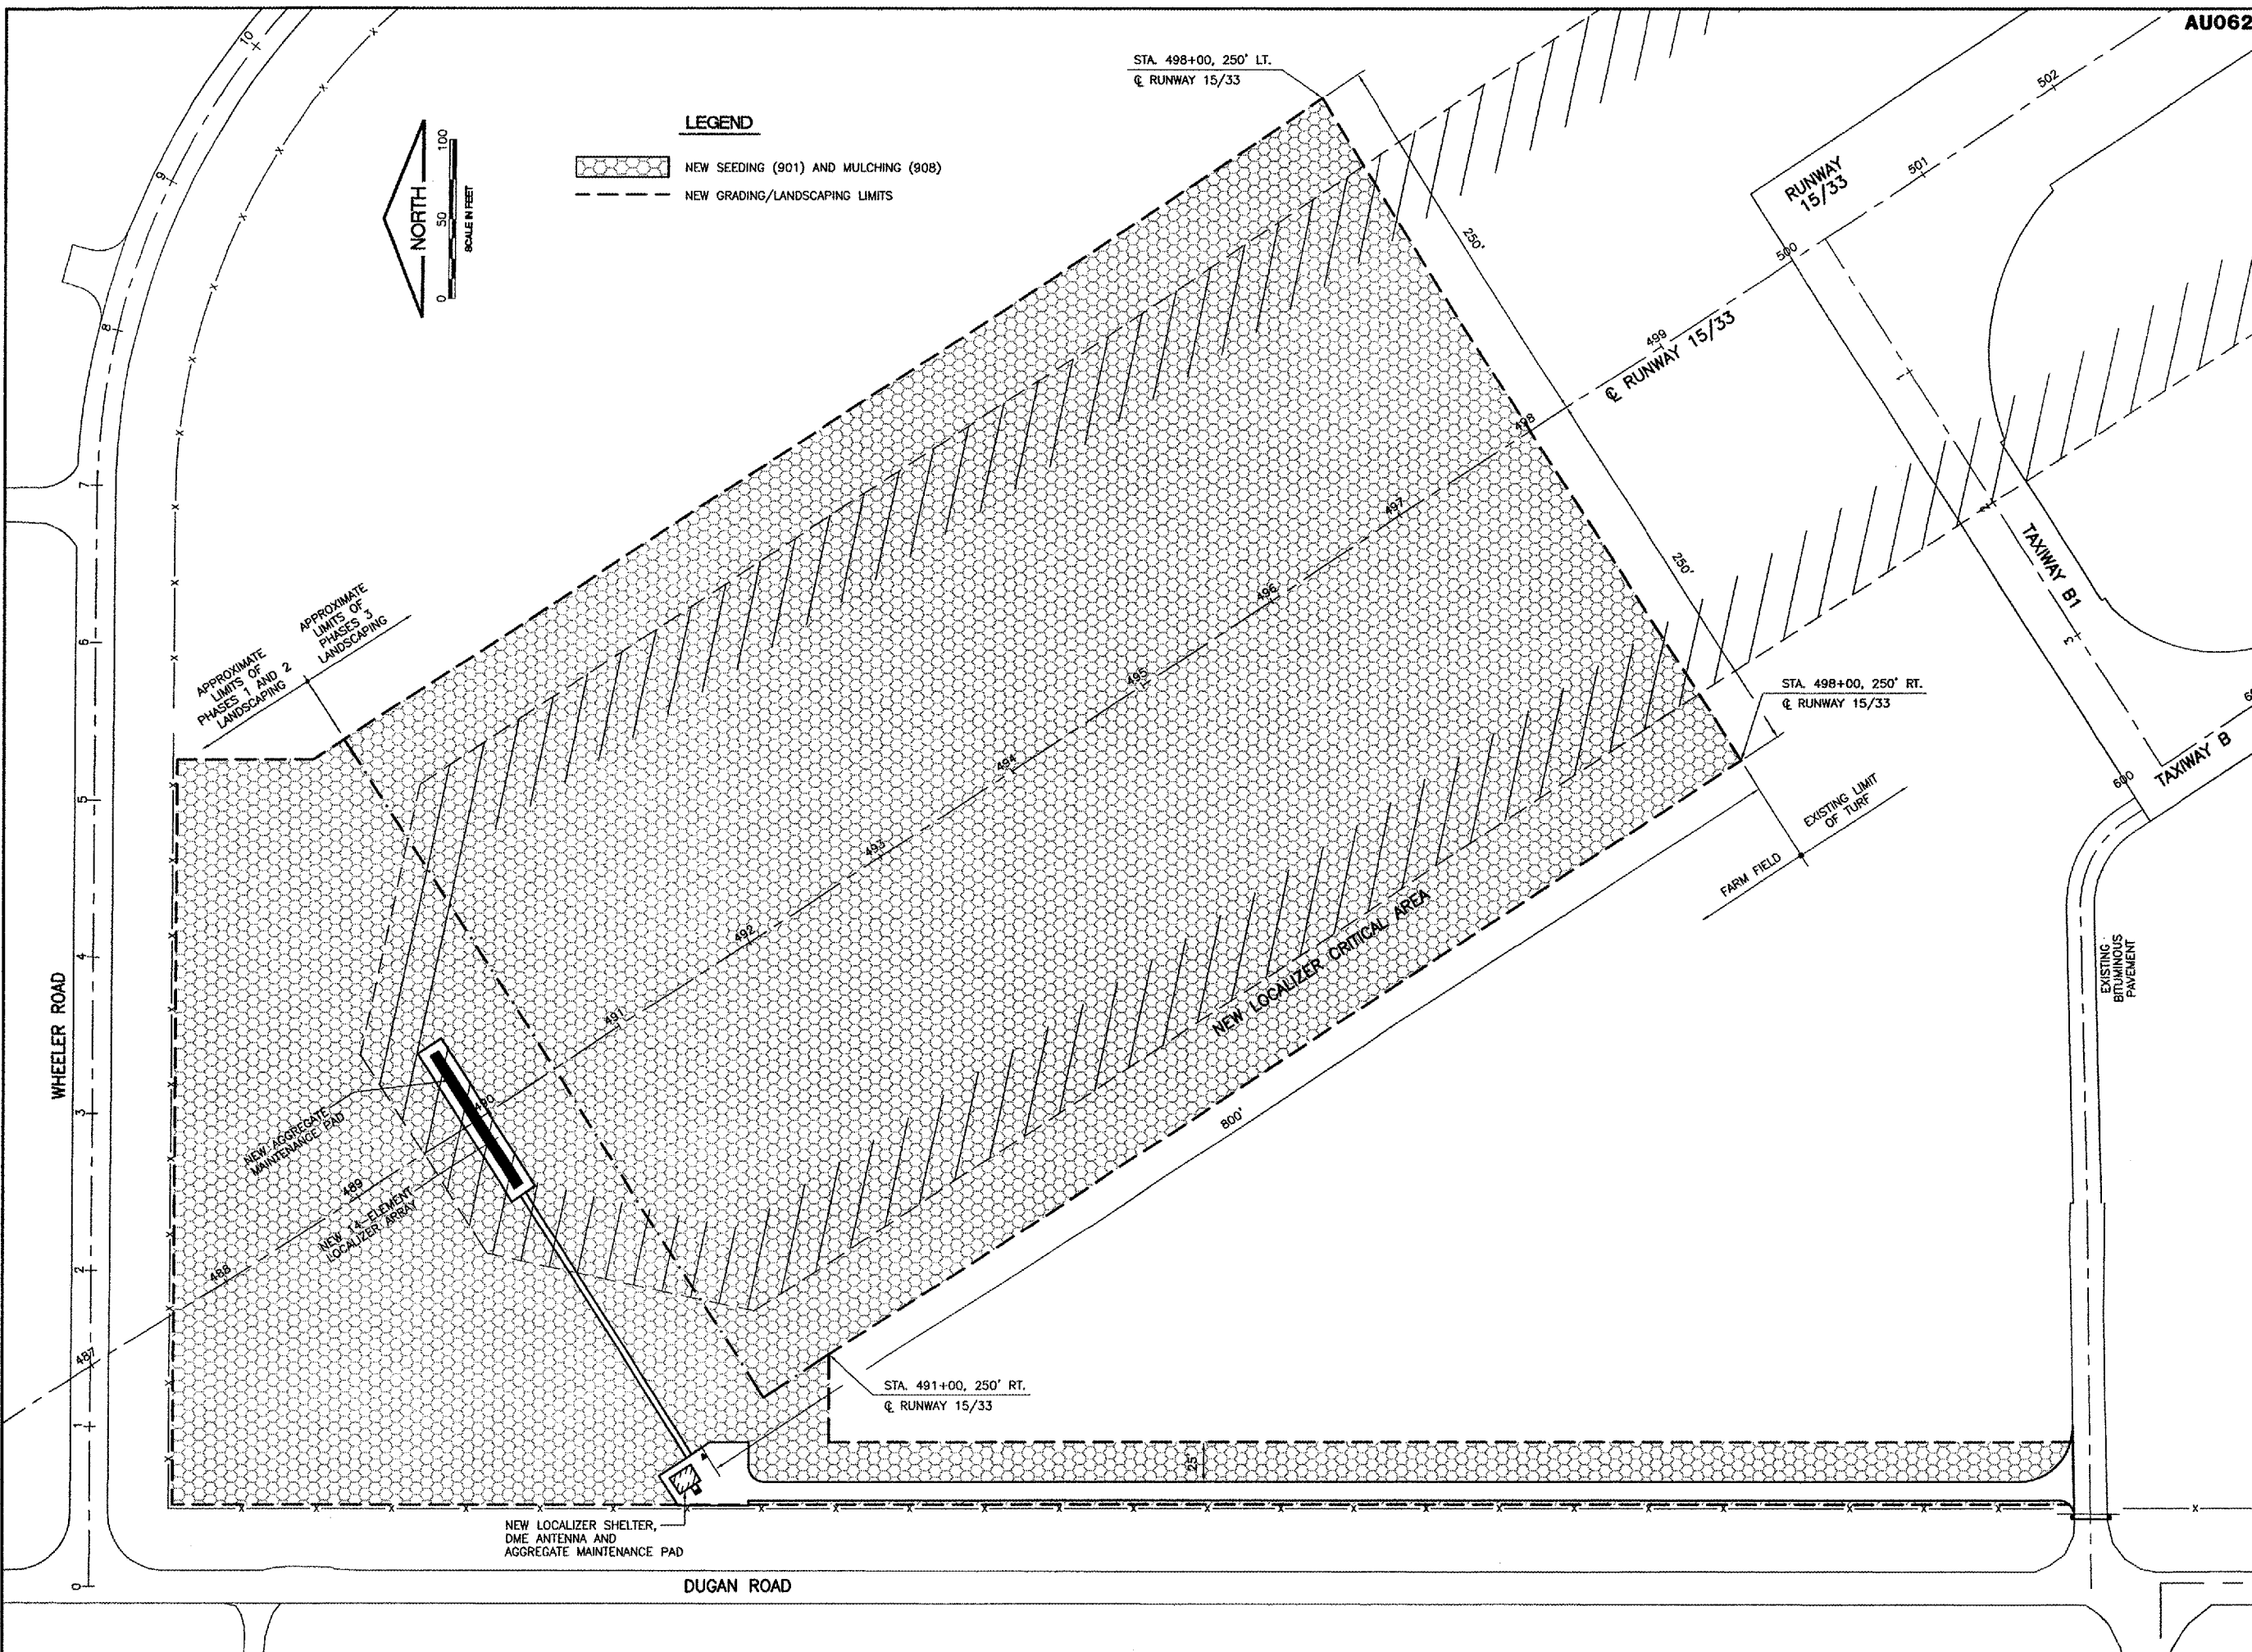 AU062
STA. 498+00, 250' LT.
℄ RUNWAY 15/33
LEGEND
NEW SEEDING (901) AND MULCHING (908)
NEW GRADING/LANDSCAPING LIMITS
NORTH
0 50 100
SCALE IN FEET
10
9
8
7
6
5
4
3
2
1
0
WHEELER ROAD
RUNWAY
15/33
502
501
500
499
498
497
496
495
494
493
492
491
490
489
488
487
℄ RUNWAY 15/33
250'
250'
1
2
3
TAXIWAY B1
TAXIWAY B
600
STA. 498+00, 250' RT.
℄ RUNWAY 15/33
EXISTING LIMIT
OF TURF
FARM FIELD
APPROXIMATE
LIMITS OF
PHASES 3
LANDSCAPING
APPROXIMATE
LIMITS OF
PHASES 1 AND 2
LANDSCAPING
NEW LOCALIZER CRITICAL AREA
EXISTING
BITUMINOUS
PAVEMENT
800'
NEW AGGREGATE
MAINTENANCE PAD
NEW 14-ELEMENT
LOCALIZER ARRAY
STA. 491+00, 250' RT.
℄ RUNWAY 15/33
25'
NEW LOCALIZER SHELTER,
DME ANTENNA AND
AGGREGATE MAINTENANCE PAD
DUGAN ROAD